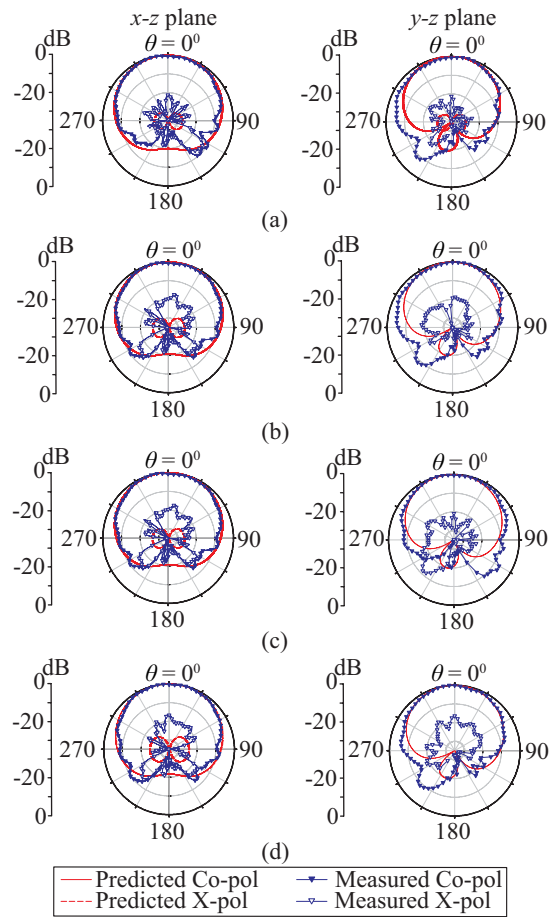 x-z plane
y-z plane
dB
θ = 0⁰
θ = 0⁰
0
-20
270
90
-20
0
180
0
-20
270
90
-20
0
180
(a)
dB
θ = 0⁰
dB
θ = 0⁰
0
-20
270
90
-20
0
180
0
-20
270
90
-20
0
180
(b)
dB
θ = 0⁰
dB
θ = 0⁰
0
-20
270
90
-20
0
180
0
-20
270
90
-20
0
180
(c)
dB
θ = 0⁰
dB
θ = 0⁰
0
-20
270
90
-20
0
180
0
-20
270
90
-20
0
180
(d)
Predicted Co-pol
Measured Co-pol
Predicted X-pol
Measured X-pol